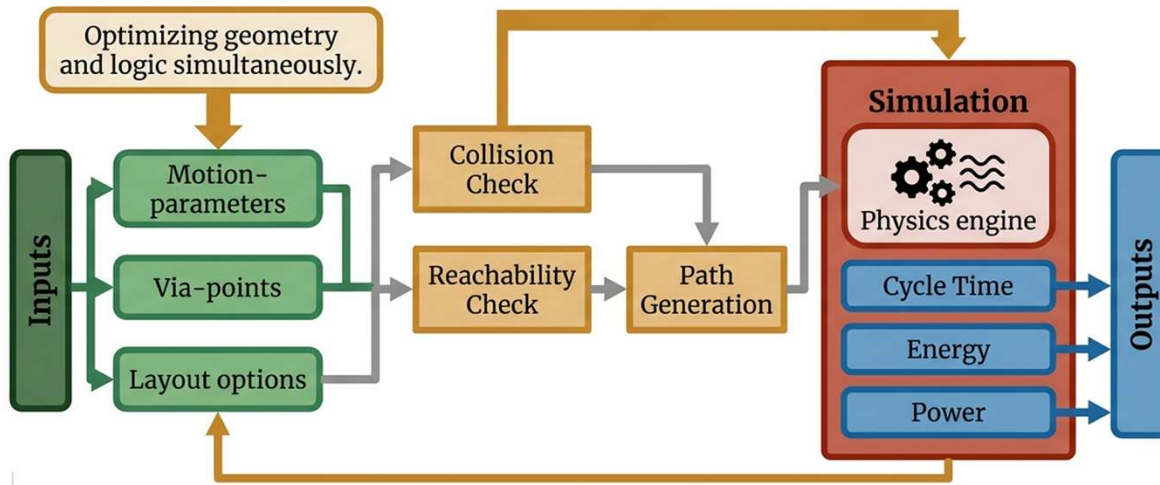 Optimizing geometry
and logic simultaneously.
Inputs
Motion-
parameters
Via-points
Layout options
Collision
Check
Reachability
Check
Path
Generation
Simulation
Physics engine
Cycle Time
Energy
Power
Outputs